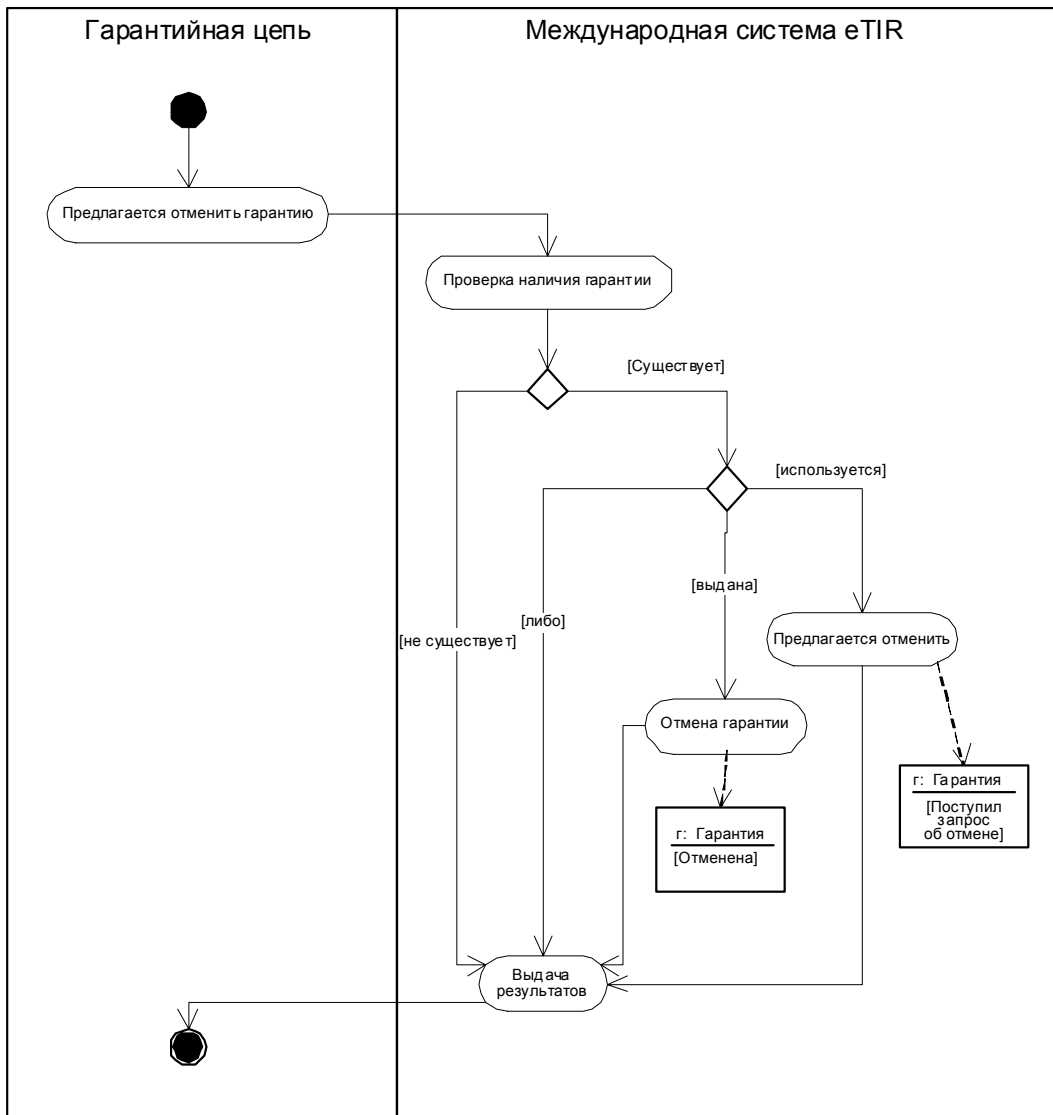 Гарантийная цепь
Международная система eTIR
Предлагается отменить гарантию
Проверка наличия гарантии
[Существует]
[используется]
[выдана]
[либо]
[не существует]
Предлагается отменить
Отмена гарантии
г: Гарантия
[Поступил
запрос
об отмене]
г: Гарантия
[Отменена]
Выдача
результатов